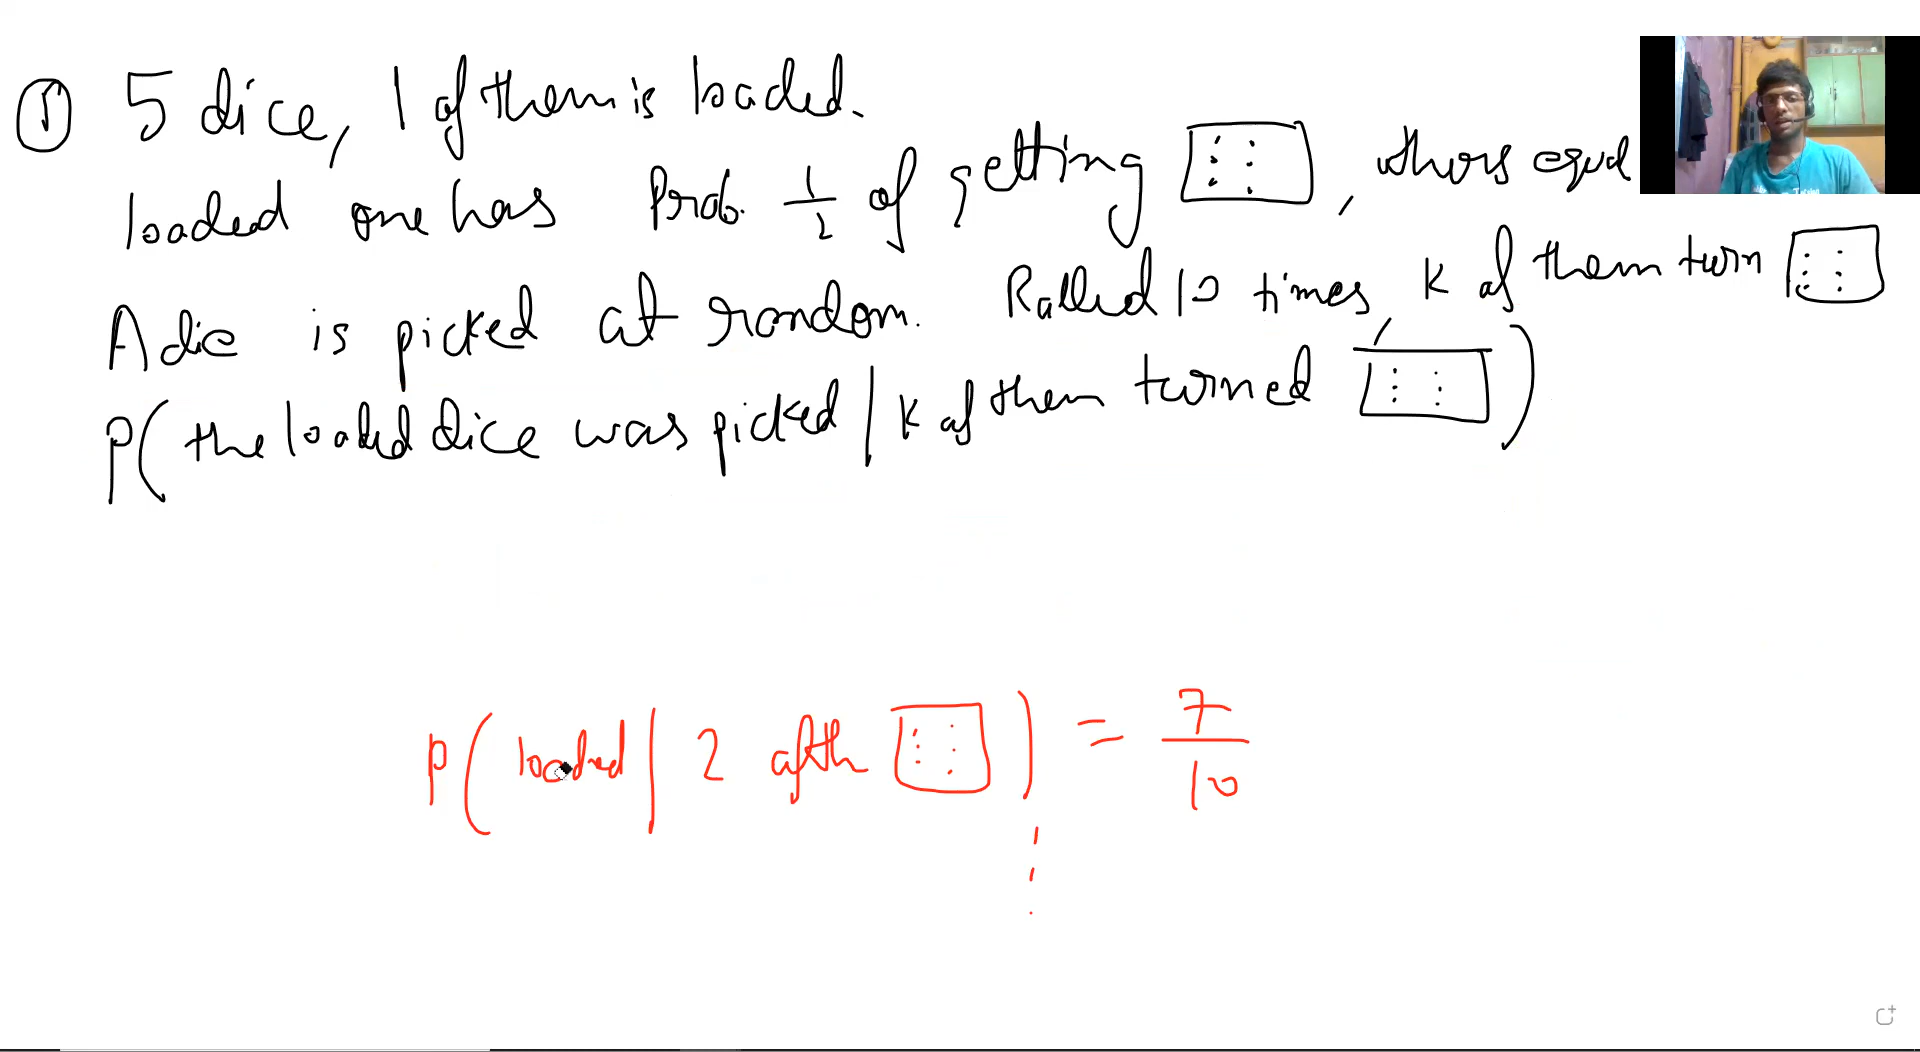 ① 5 dice, 1 of them is loaded.
loaded one has Prob. 1/2 of getting ⚅, others equal
A die is picked at random. Rolled 10 times, K of them turn ⚅
P( the loaded dice was picked | K of them turned ⚅ )
P( loaded | 2 of th ⚅ ) = 7/10